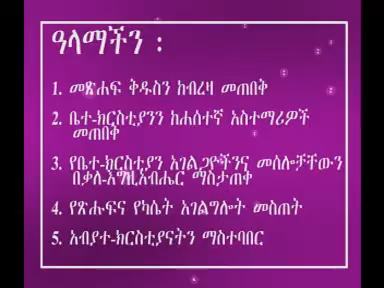 ዓላማችን :
1. መጽሐፍ ቅዱስን ከብረዛ መጠበቅ
2. ቤተ-ክርስቲያንን ከሐሰተኛ አስተማሪዎች
መጠበቅ
3. የቤተ-ክርስቲያን አገልጋዮችንና መሰሎቻቸውን
በቃለ-እግዚአብሔር ማስታጠቅ
4. የጽሑፍና የካሴት አገልግሎት መስጠት
5. አብያተ-ክርስቲያናትን ማስተባበር